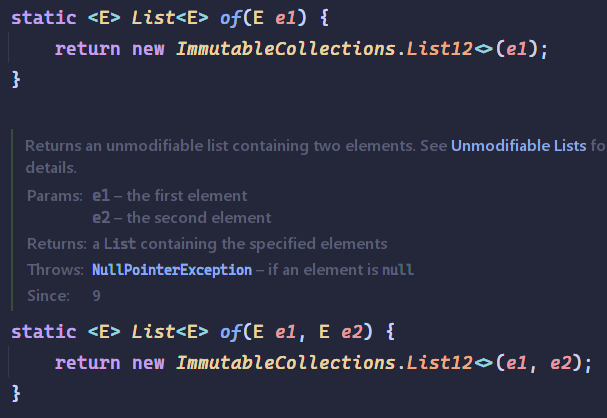 static <E> List<E> of(E e1) {
    return new ImmutableCollections.List12<>(e1);
}
Returns an unmodifiable list containing two elements. See Unmodifiable Lists fo
details.
Params: e1 – the first element
e2 – the second element
Returns: a List containing the specified elements
Throws: NullPointerException – if an element is null
Since: 9
static <E> List<E> of(E e1, E e2) {
    return new ImmutableCollections.List12<>(e1, e2);
}